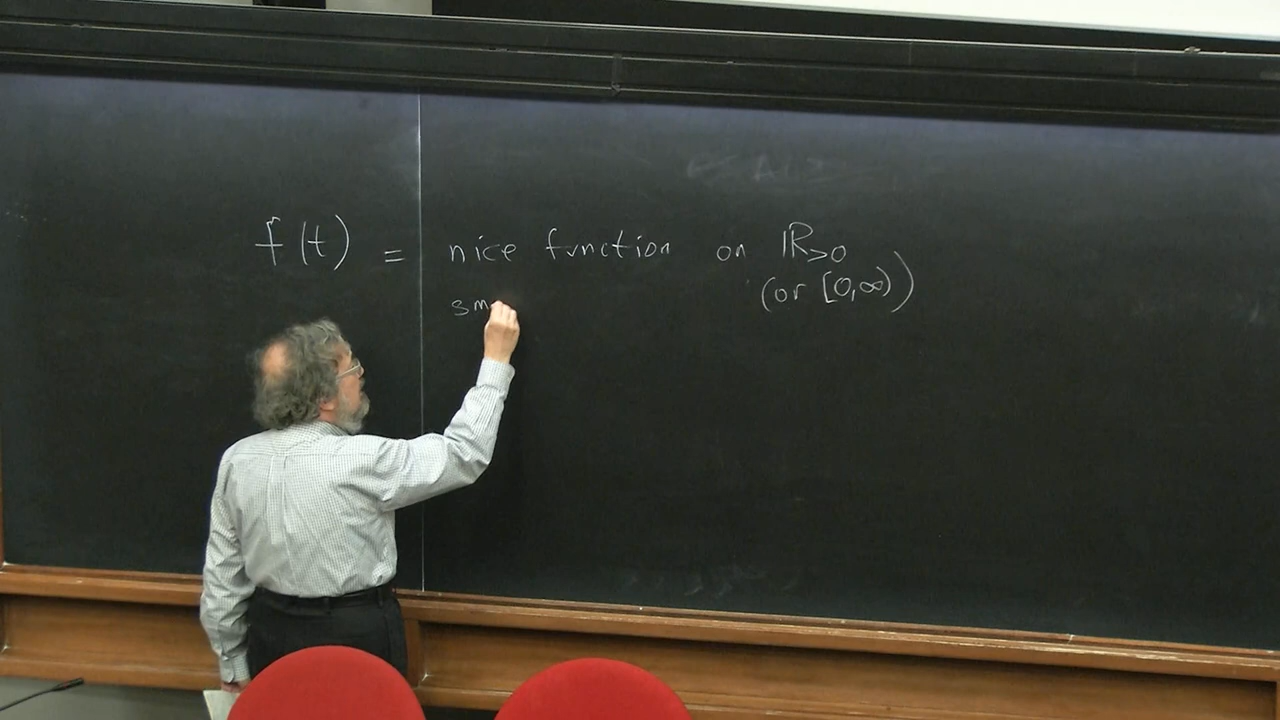 f(t) = nice function on ℝ>0
(or [0,∞))
sm